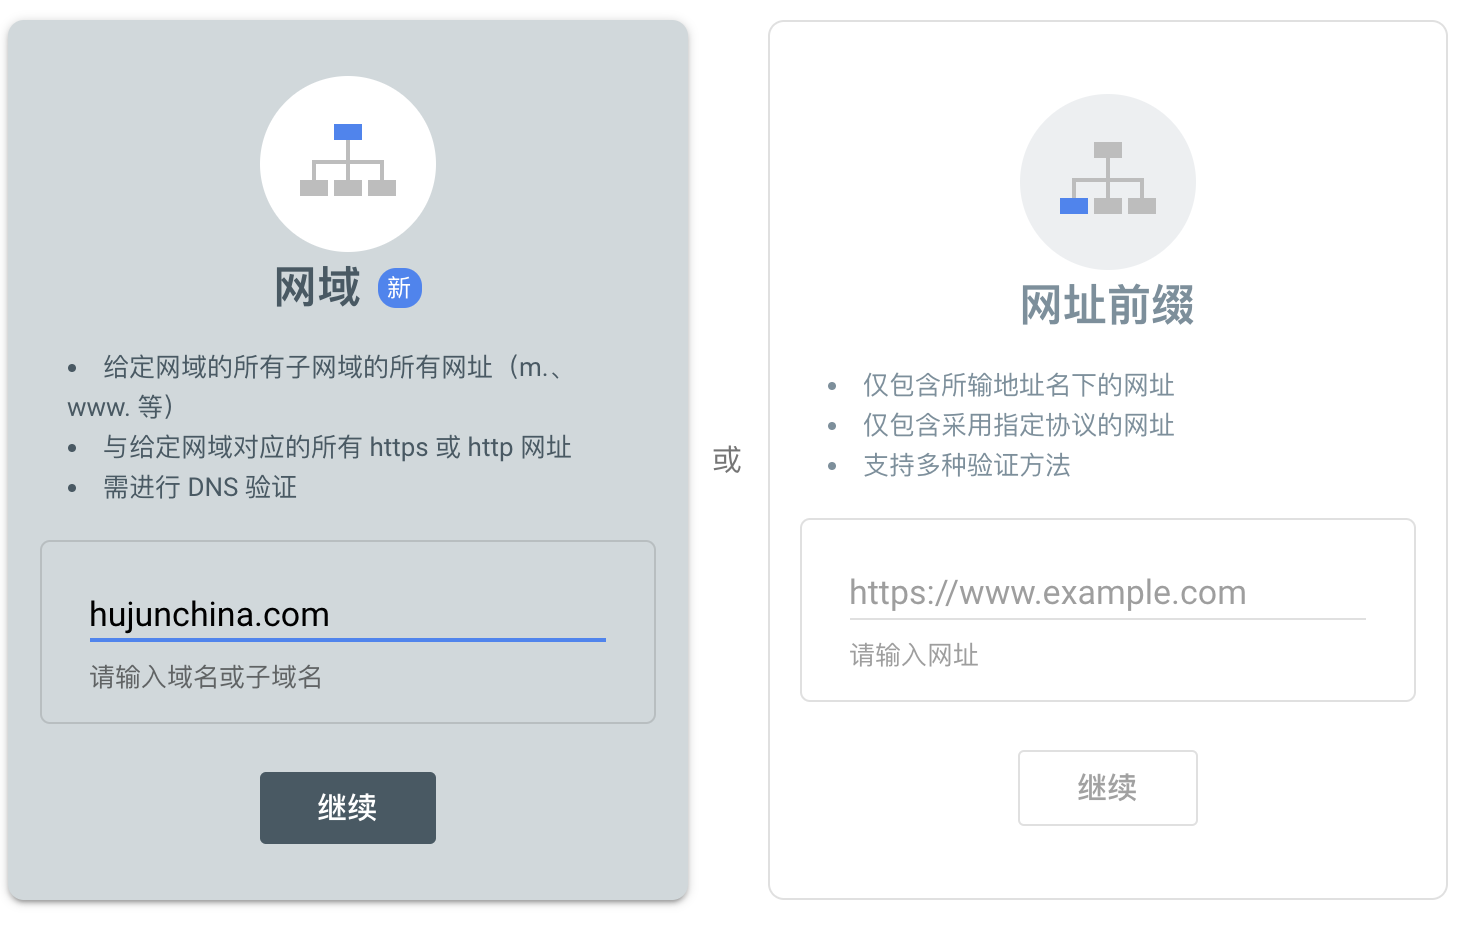 网域 新
• 给定网域的所有子网域的所有网址（m.、
www. 等）
• 与给定网域对应的所有 https 或 http 网址
• 需进行 DNS 验证
hujunchina.com
请输入域名或子域名
继续
或
网址前缀
• 仅包含所输地址名下的网址
• 仅包含采用指定协议的网址
• 支持多种验证方法
https://www.example.com
请输入网址
继续